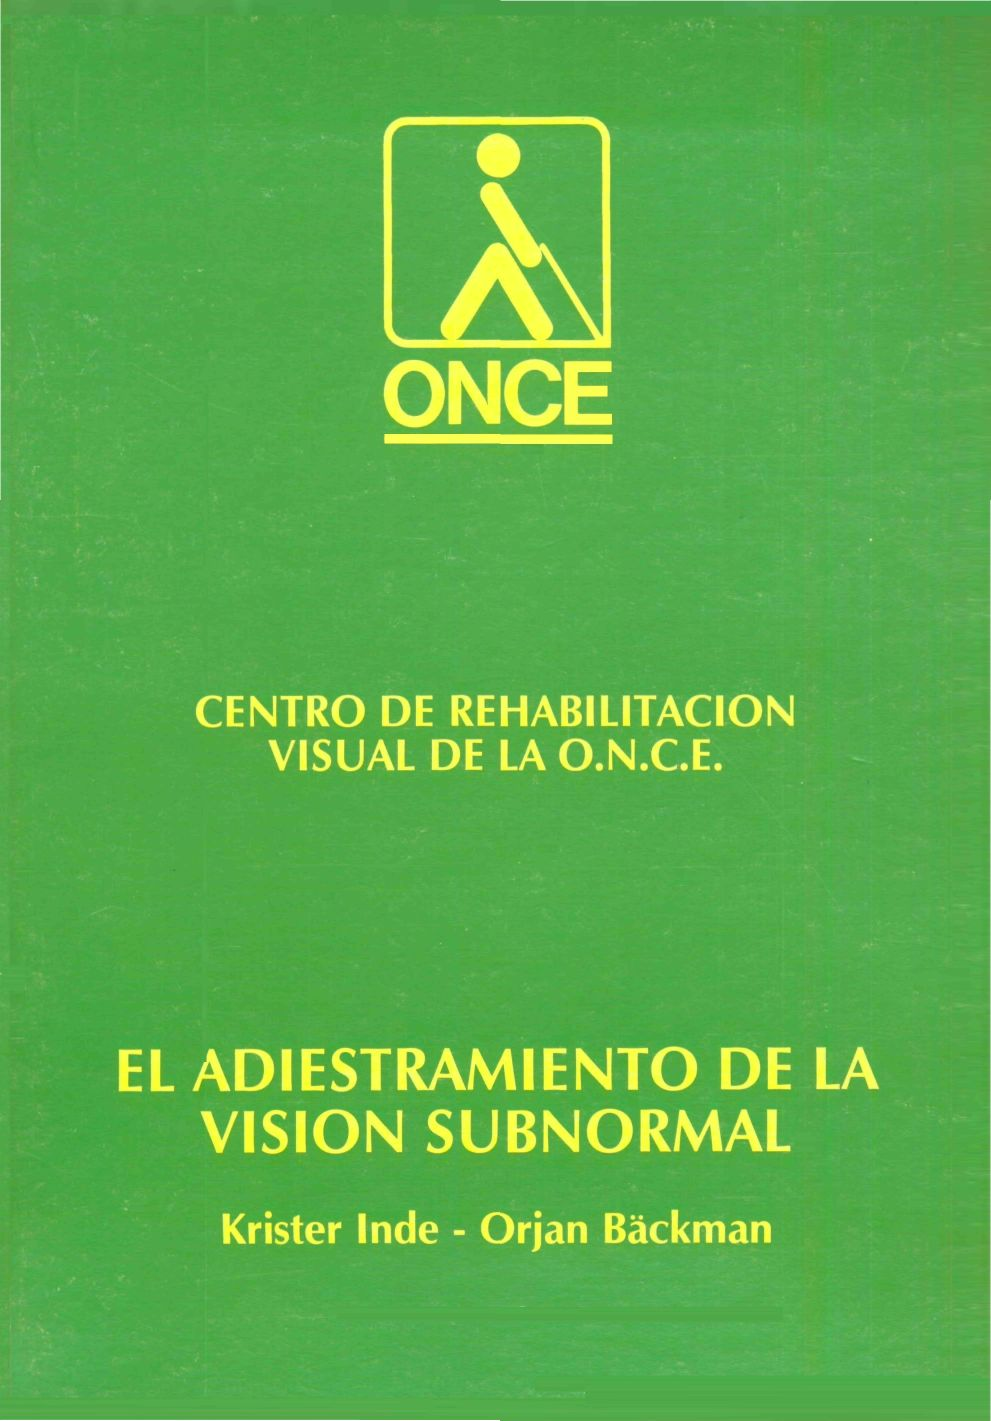 ONCE
CENTRO DE REHABILITACION
VISUAL DE LA O.N.C.E.
EL ADIESTRAMIENTO DE LA
VISION SUBNORMAL
Krister Inde - Orjan Bäckman